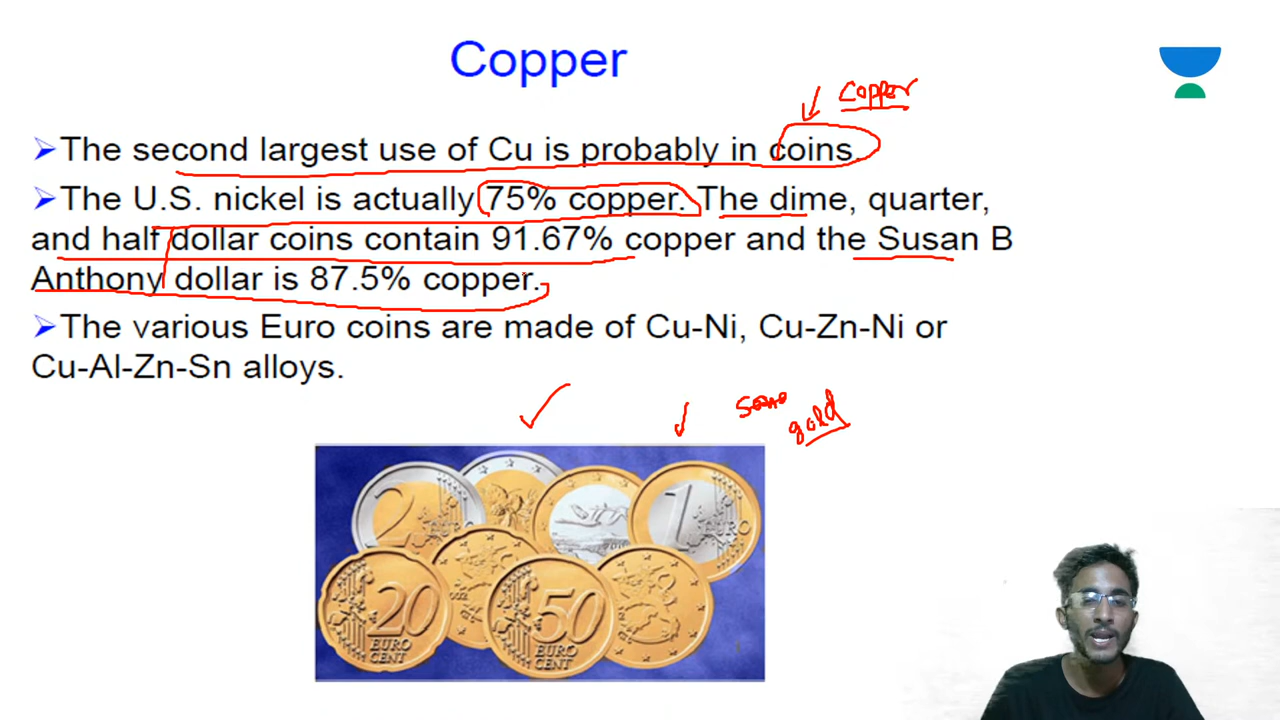 Copper
copper
➢The second largest use of Cu is probably in coins.
➢The U.S. nickel is actually 75% copper. The dime, quarter,
and half dollar coins contain 91.67% copper and the Susan B
Anthony dollar is 87.5% copper.
➢The various Euro coins are made of Cu-Ni, Cu-Zn-Ni or
Cu-Al-Zn-Sn alloys.
gold
2
1
EURO
20
EURO
CENT
002
50
EURO
CENT